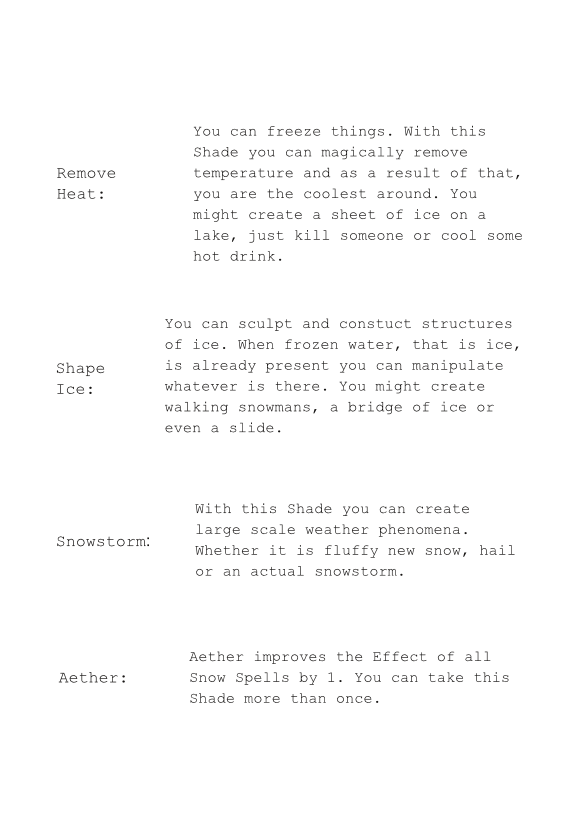 Remove
Heat:
You can freeze things. With this
Shade you can magically remove
temperature and as a result of that,
you are the coolest around. You
might create a sheet of ice on a
lake, just kill someone or cool some
hot drink.
Shape
Ice:
You can sculpt and constuct structures
of ice. When frozen water, that is ice,
is already present you can manipulate
whatever is there. You might create
walking snowmans, a bridge of ice or
even a slide.
Snowstorm:
With this Shade you can create
large scale weather phenomena.
Whether it is fluffy new snow, hail
or an actual snowstorm.
Aether:
Aether improves the Effect of all
Snow Spells by 1. You can take this
Shade more than once.